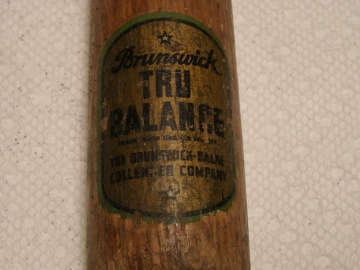 Brunswick
TRU
BALANCE
THE BRUNSWICK-BALKE
COLLENDER COMPANY